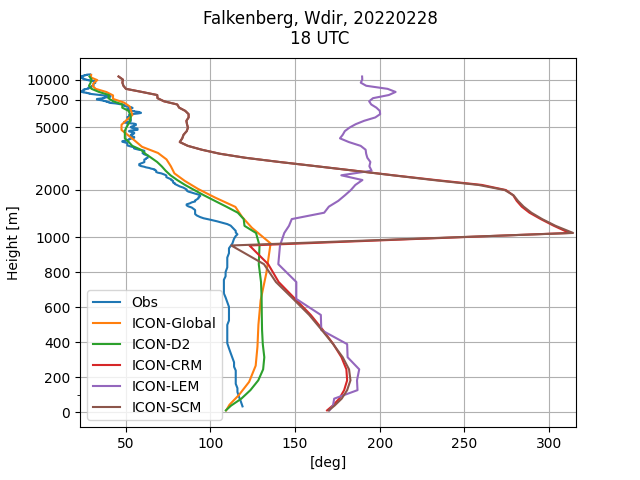 Falkenberg, Wdir, 20220228
18 UTC
10000
7500
5000
2000
1000
800
600
400
200
0
Height [m]
Obs
ICON-Global
ICON-D2
ICON-CRM
ICON-LEM
ICON-SCM
50
100
150
200
250
300
[deg]